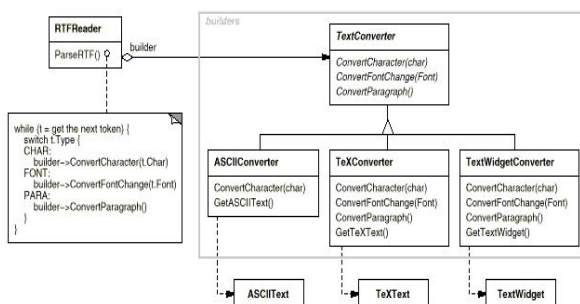 builders
RTFReader
ParseRTF()
builder
TextConverter
ConvertCharacter(char)
ConvertFontChange(Font)
ConvertParagraph()
while (t = get the next token) {
switch t.Type {
CHAR:
builder->ConvertCharacter(t.Char)
FONT:
builder->ConvertFontChange(t.Font)
PARA:
builder->ConvertParagraph()
}
}
ASCIIConverter
ConvertCharacter(char)
GetASCIIText()
TeXConverter
ConvertCharacter(char)
ConvertFontChange(Font)
ConvertParagraph()
GetTeXText()
TextWidgetConverter
ConvertCharacter(char)
ConvertFontChange(Font)
ConvertParagraph()
GetTextWidget()
ASCIIText
TeXText
TextWidget